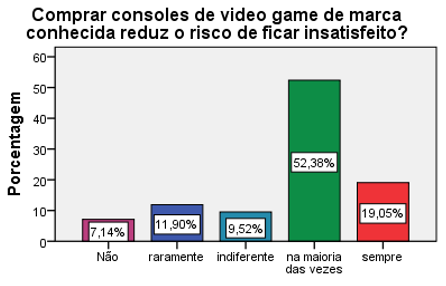 Comprar consoles de video game de marca
conhecida reduz o risco de ficar insatisfeito?
Porcentagem
60
50
40
30
20
10
0
7,14%
11,90%
9,52%
52,38%
19,05%
Não
raramente
indiferente
na maioria
das vezes
sempre